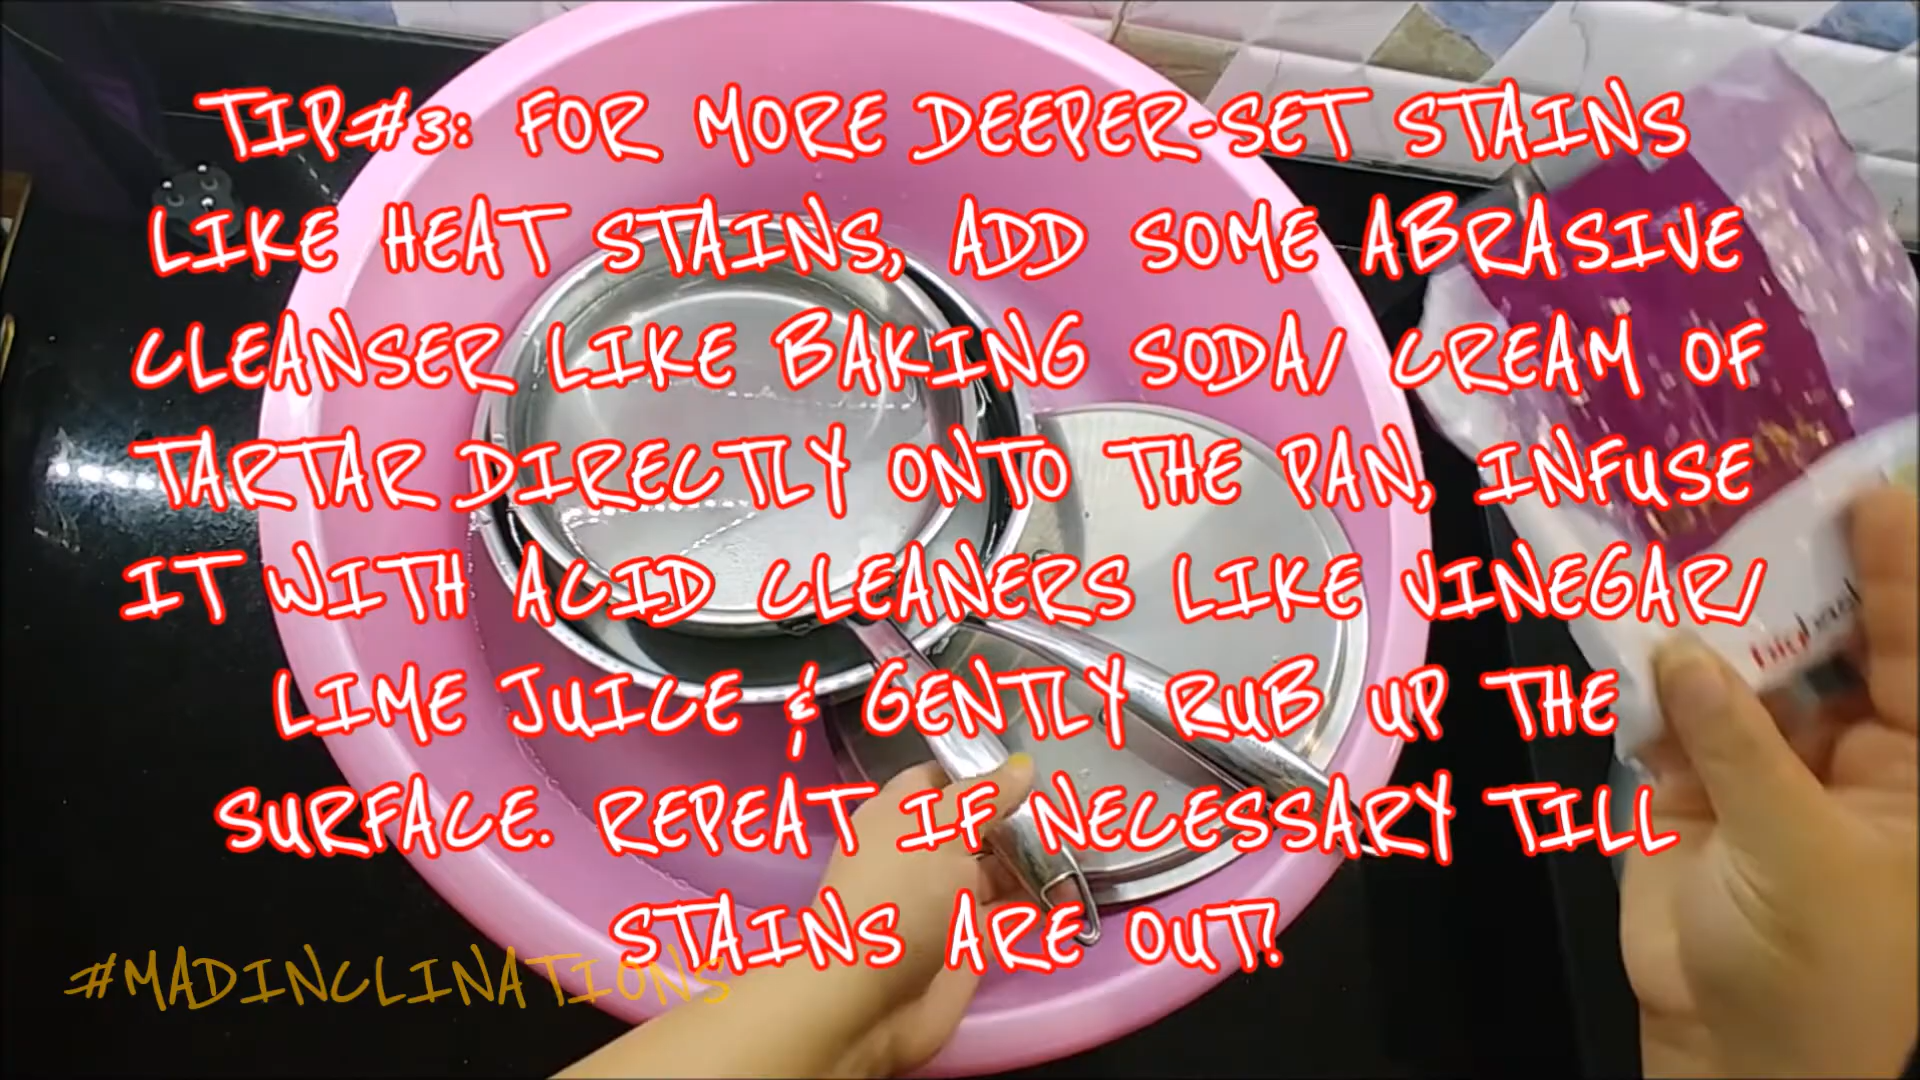 TIP#3: FOR MORE DEEPER-SET STAINS
LIKE HEAT STAINS, ADD SOME ABRASIVE
CLEANSER LIKE BAKING SODA/ CREAM OF
TARTAR DIRECTLY ONTO THE PAN, INFUSE
IT WITH ACID CLEANERS LIKE VINEGAR/
LIME JUICE & GENTLY RUB UP THE
SURFACE. REPEAT IF NECESSARY TILL
STAINS ARE OUT!
#MADINCLINATIONS